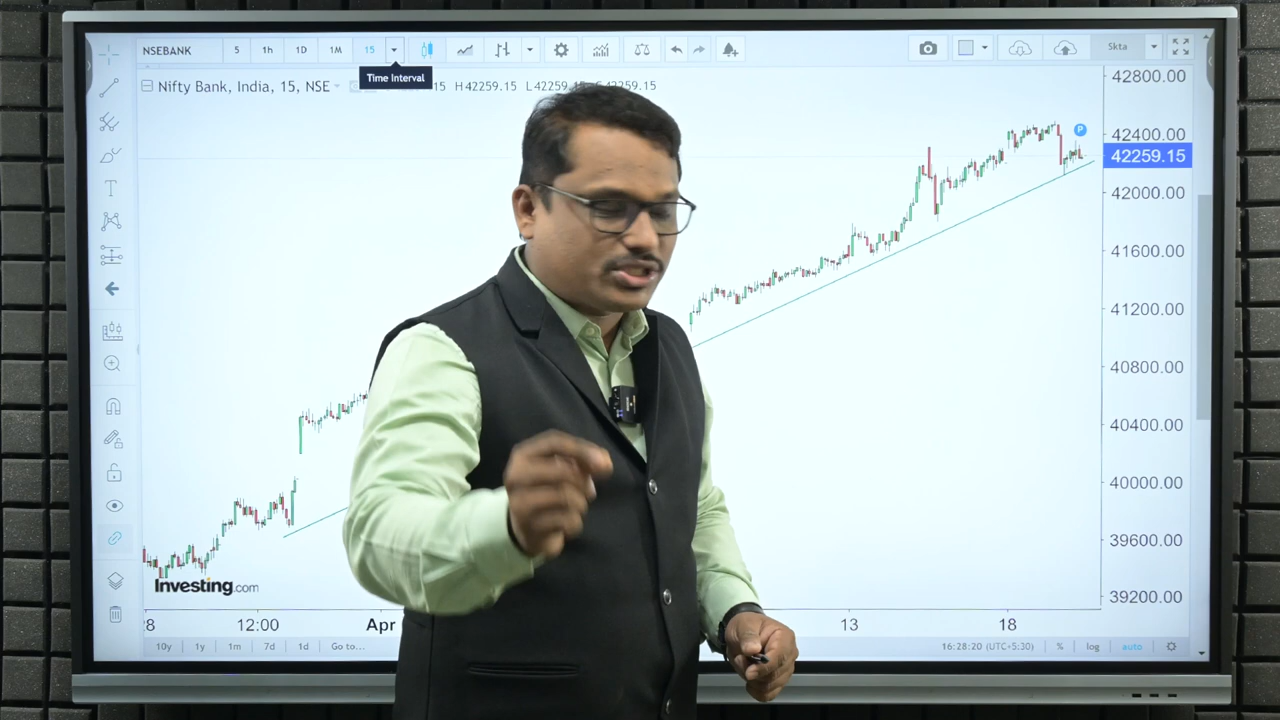 NSEBANK 5 1h 1D 1M 15 Skta
Time Interval
Nifty Bank, India, 15, NSE 15 H42259.15 L42259.15
42800.00
42400.00
42259.15
42000.00
41600.00
41200.00
40800.00
40400.00
40000.00
39600.00
39200.00
P
T
Investing.com
12:00 Apr 13 18
10y 1y 1m 7d 1d Go to... 16:28:20 (UTC+5:30) % log auto